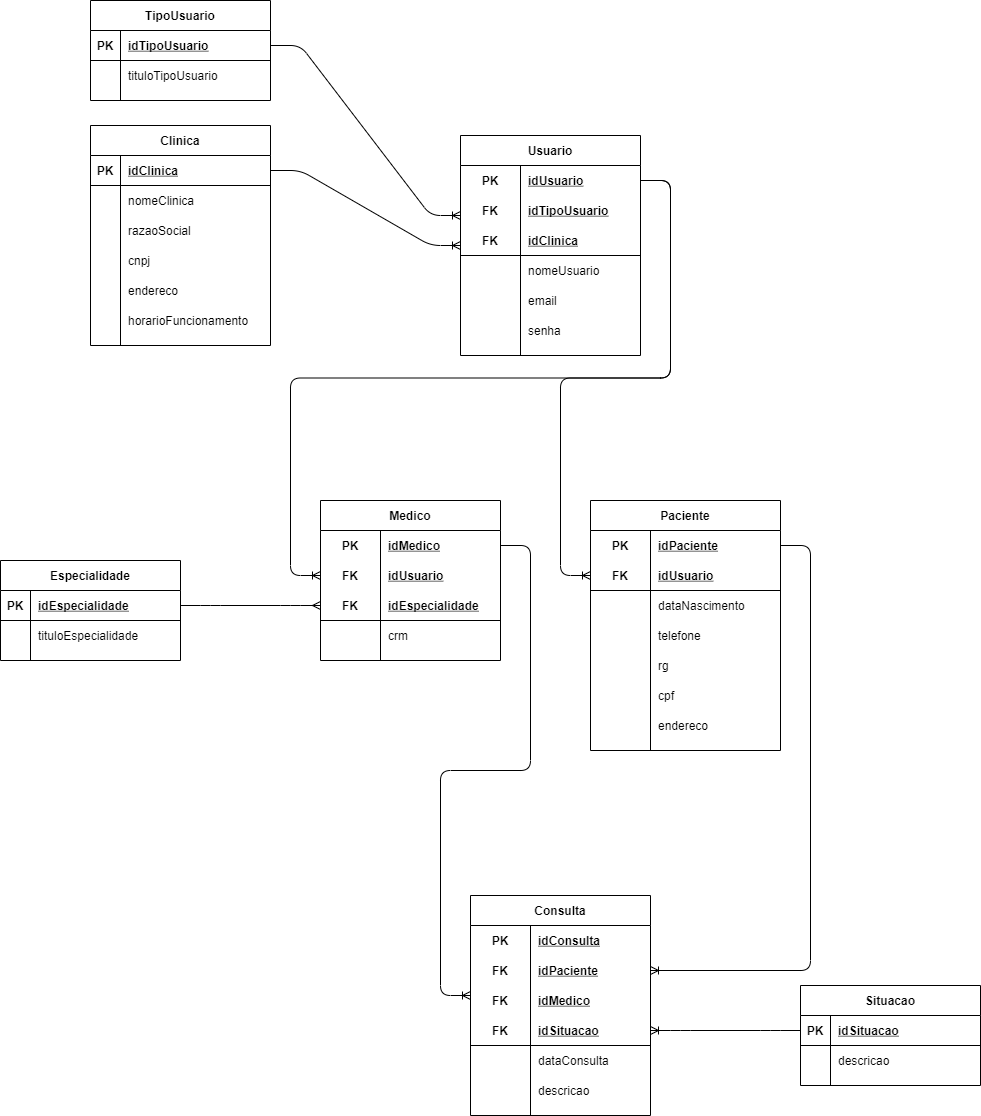 TipoUsuario
PK idTipoUsuario
tituloTipoUsuario
Clinica
PK idClinica
nomeClinica
razaoSocial
cnpj
endereco
horarioFuncionamento
Usuario
PK idUsuario
FK idTipoUsuario
FK idClinica
nomeUsuario
email
senha
Especialidade
PK idEspecialidade
tituloEspecialidade
Medico
PK idMedico
FK idUsuario
FK idEspecialidade
crm
Paciente
PK idPaciente
FK idUsuario
dataNascimento
telefone
rg
cpf
endereco
Consulta
PK idConsulta
FK idPaciente
FK idMedico
FK idSituacao
dataConsulta
descricao
Situacao
PK idSituacao
descricao